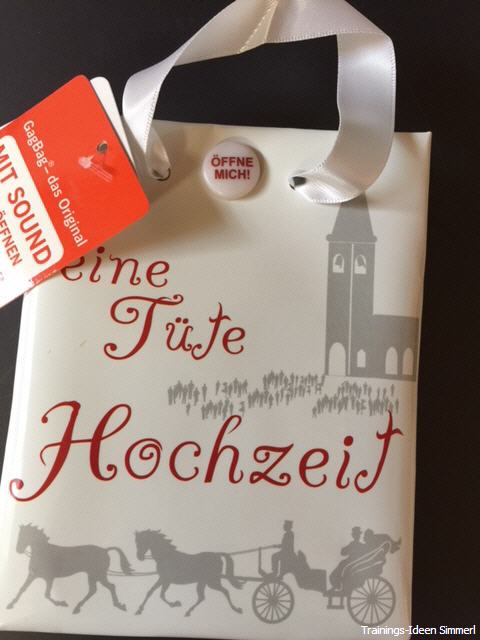 GagBag® – das Original
MIT SOUND
ÖFFNEN
ÖFFNE
MICH!
eine
Tüte
Hochzeit
Trainings-Ideen Simmerl